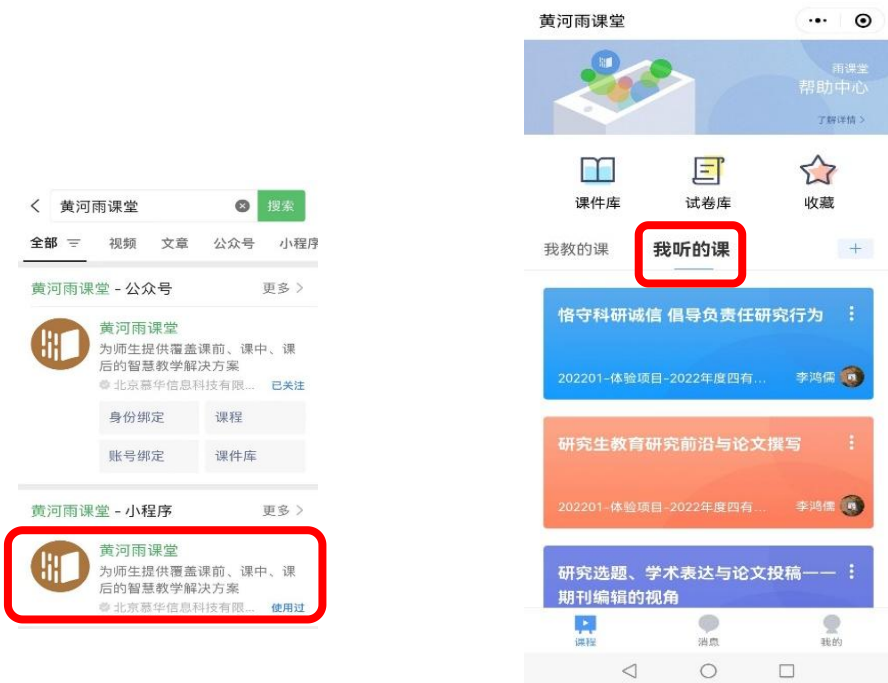 黄河雨课堂
搜索
全部
视频
文章
公众号
小程序
黄河雨课堂 - 公众号
更多
黄河雨课堂
为师生提供覆盖课前、课中、课
后的智慧教学解决方案
北京慕华信息科技有限...
已关注
身份绑定
课程
账号绑定
课件库
黄河雨课堂 - 小程序
更多
黄河雨课堂
为师生提供覆盖课前、课中、课
后的智慧教学解决方案
北京慕华信息科技有限...
使用过
黄河雨课堂
雨课堂
帮助中心
了解详情
课件库
试卷库
收藏
我教的课
我听的课
恪守科研诚信 倡导负责任研究行为
202201-体验项目-2022年度四有...
李鸿儒
研究生教育研究前沿与论文撰写
202201-体验项目-2022年度四有...
李鸿儒
研究选题、学术表达与论文投稿——
期刊编辑的视角
课程
消息
我的